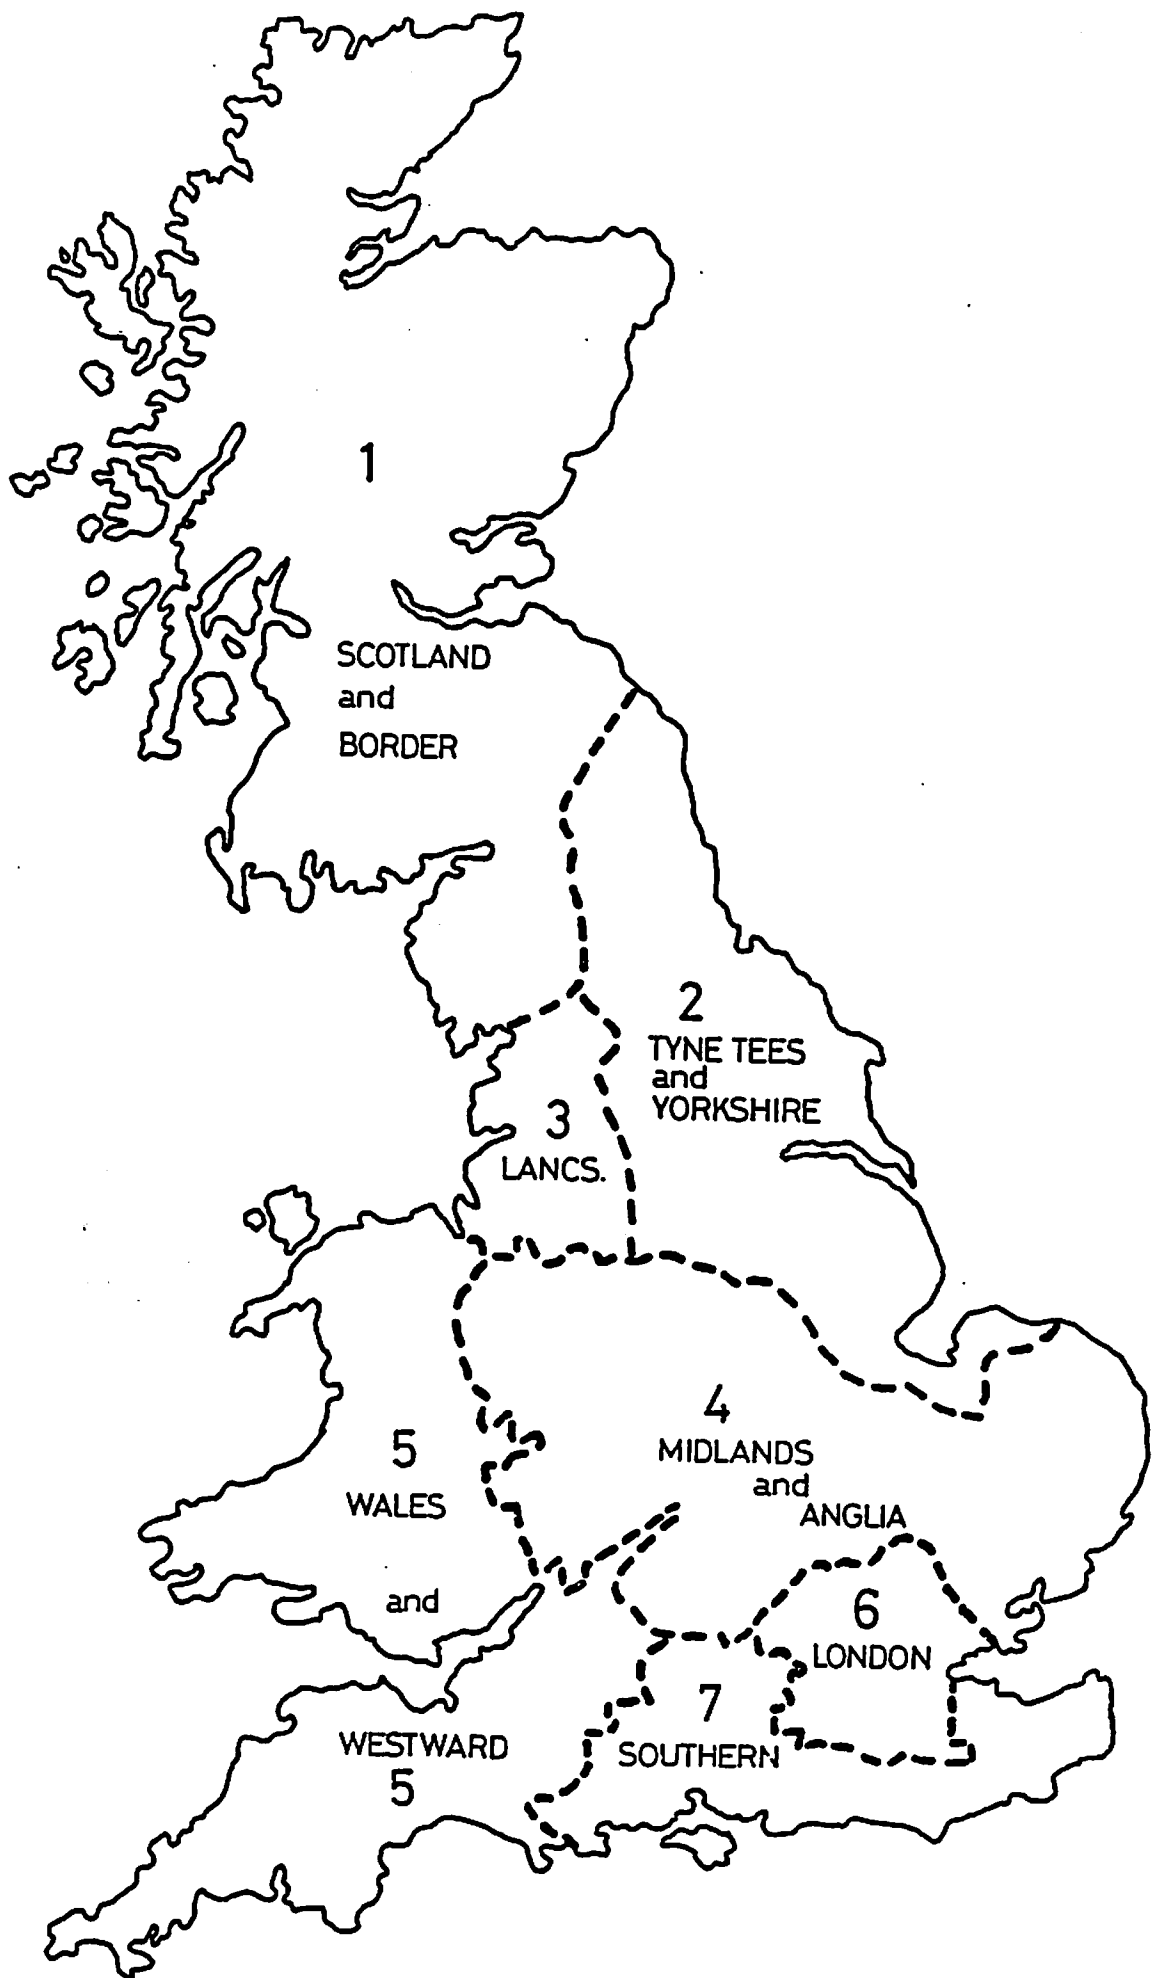 1
SCOTLAND
and
BORDER
2
TYNE TEES
and
YORKSHIRE
3
LANCS.
4
MIDLANDS
and
ANGLIA
5
WALES
and
WESTWARD
5
6
LONDON
7
SOUTHERN